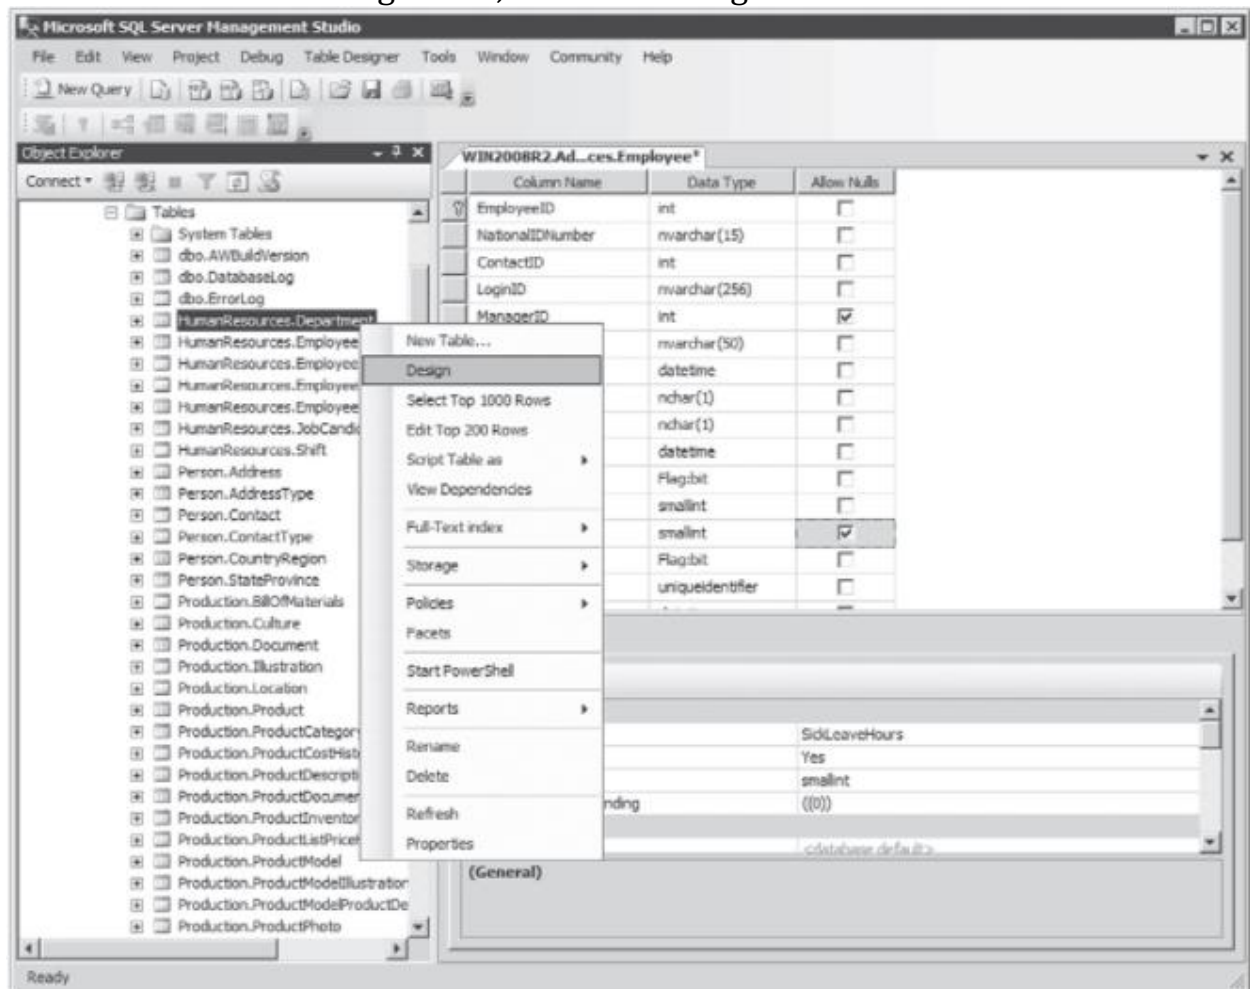 Microsoft SQL Server Management Studio
File Edit View Project Debug Table Designer Tools Window Community Help
New Query
Object Explorer
Connect
Tables
System Tables
dbo.AWBuildVersion
dbo.DatabaseLog
dbo.ErrorLog
HumanResources.Department
HumanResources.Employee
HumanResources.Employee
HumanResources.Employee
HumanResources.Employee
HumanResources.JobCandid
HumanResources.Shift
Person.Address
Person.AddressType
Person.Contact
Person.ContactType
Person.CountryRegion
Person.StateProvince
Production.BillOfMaterials
Production.Culture
Production.Document
Production.Illustration
Production.Location
Production.Product
Production.ProductCategor
Production.ProductCostHist
Production.ProductDescripti
Production.ProductDocumer
Production.ProductInventor
Production.ProductListPriceH
Production.ProductModel
Production.ProductModelIllustration
Production.ProductModelProductDe
Production.ProductPhoto
New Table...
Design
Select Top 1000 Rows
Edit Top 200 Rows
Script Table as
View Dependencies
Full-Text index
Storage
Policies
Facets
Start PowerShell
Reports
Rename
Delete
Refresh
Properties
WIN2008R2.Ad...ces.Employee*
Column Name Data Type Allow Nulls
EmployeeID int
NationalIDNumber nvarchar(15)
ContactID int
LoginID nvarchar(256)
ManagerID int
nvarchar(50)
datetime
nchar(1)
nchar(1)
datetime
Flag:bit
smallint
smallint
Flag:bit
uniqueidentifier
SickLeaveHours
Yes
smallint
nding ((0))
<database default>
(General)
Ready